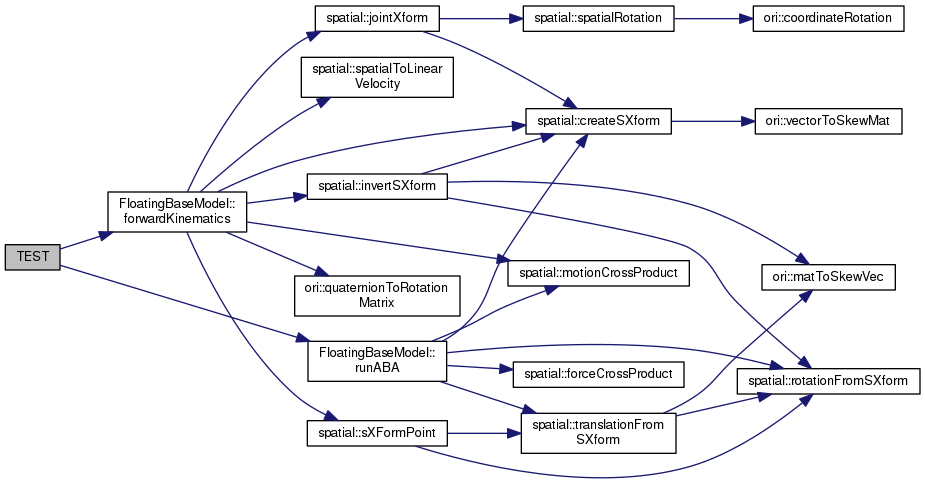 TEST
FloatingBaseModel::
forwardKinematics
spatial::jointXform
spatial::spatialRotation
ori::coordinateRotation
spatial::spatialToLinear
Velocity
spatial::createSXform
ori::vectorToSkewMat
spatial::invertSXform
spatial::motionCrossProduct
ori::matToSkewVec
ori::quaternionToRotation
Matrix
FloatingBaseModel::
runABA
spatial::forceCrossProduct
spatial::rotationFromSXform
spatial::sXFormPoint
spatial::translationFrom
SXform